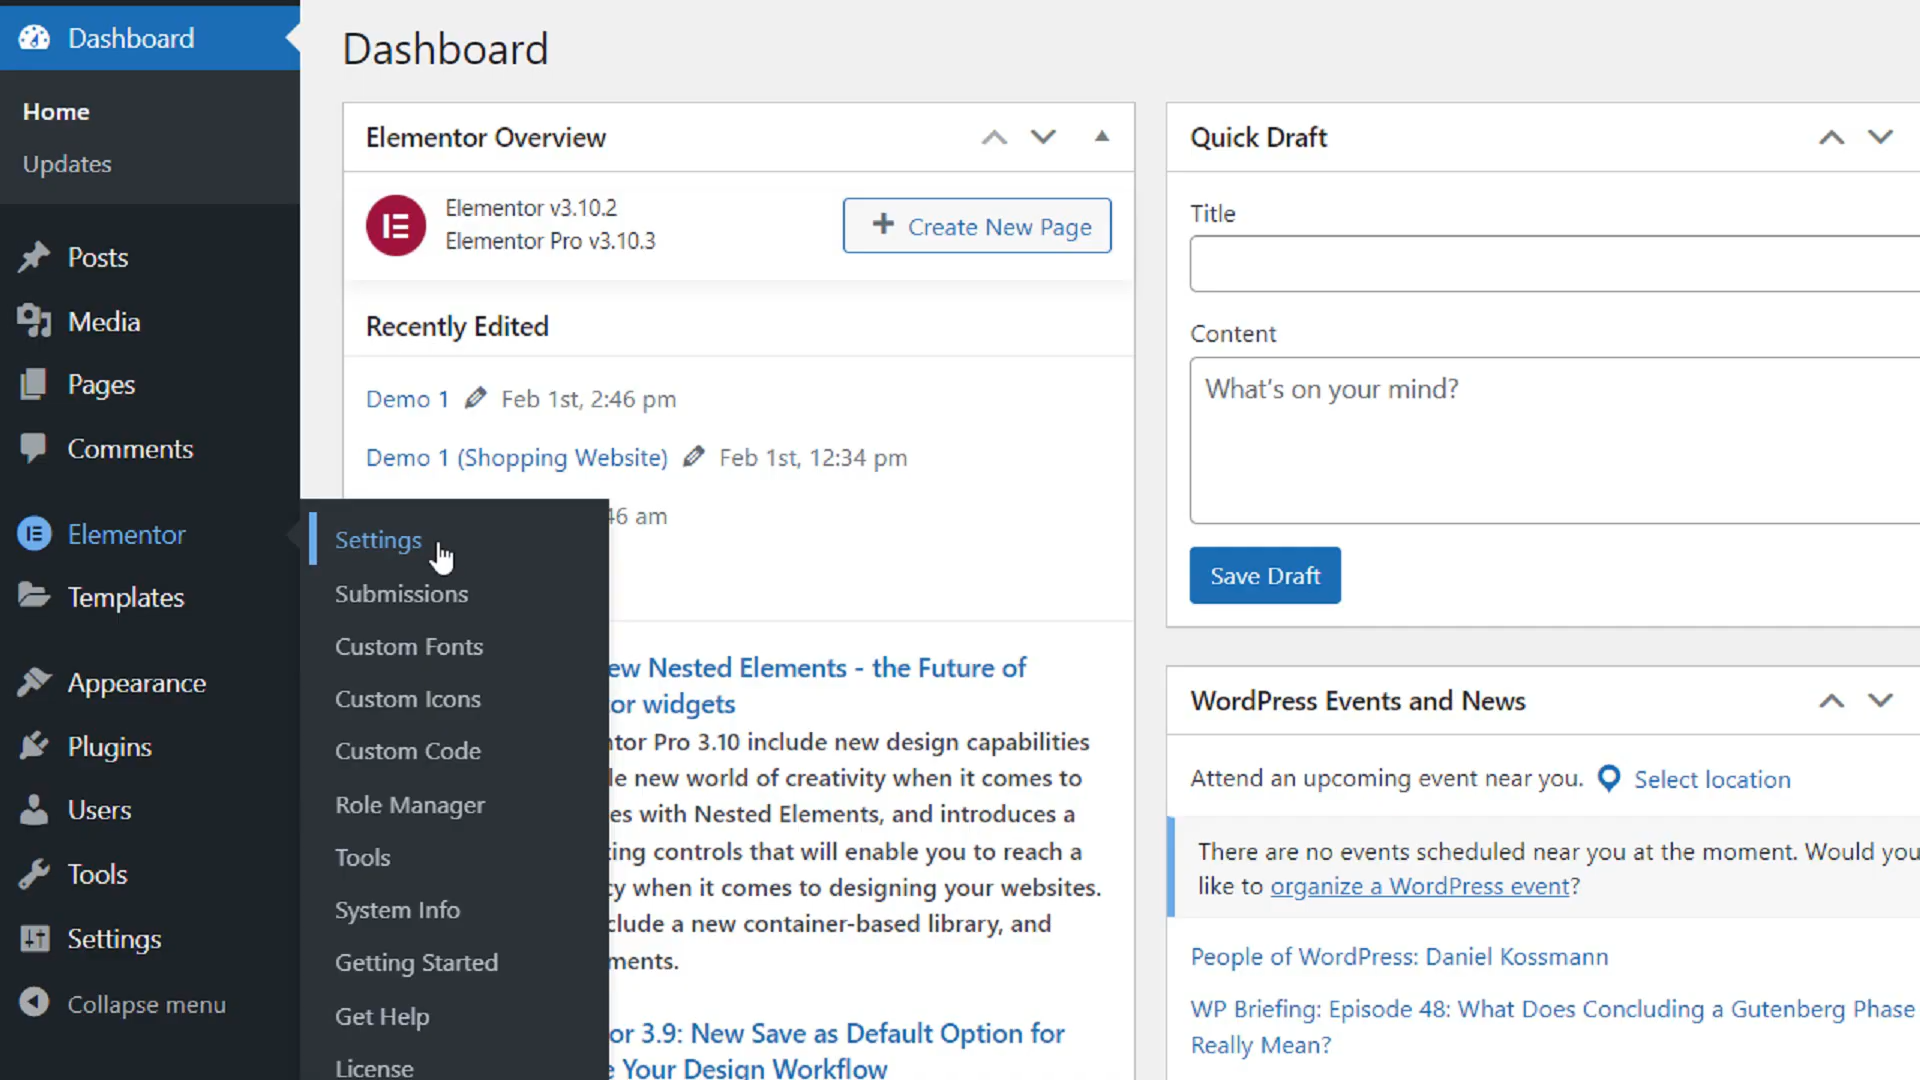 Dashboard
Home
Updates
Posts
Media
Pages
Comments
Elementor
Templates
Appearance
Plugins
Users
Tools
Settings
Collapse menu
Settings
Submissions
Custom Fonts
Custom Icons
Custom Code
Role Manager
Tools
System Info
Getting Started
Get Help
License
Dashboard
Elementor Overview
Elementor v3.10.2
Elementor Pro v3.10.3
+ Create New Page
Recently Edited
Demo 1 Feb 1st, 2:46 pm
Demo 1 (Shopping Website) Feb 1st, 12:34 pm
46 am
ew Nested Elements - the Future of
or widgets
ntor Pro 3.10 include new design capabilities
le new world of creativity when it comes to
es with Nested Elements, and introduces a
ing controls that will enable you to reach a
cy when it comes to designing your websites.
clude a new container-based library, and
ments.
or 3.9: New Save as Default Option for
e Your Design Workflow
Quick Draft
Title
Content
What's on your mind?
Save Draft
WordPress Events and News
Attend an upcoming event near you. Select location
There are no events scheduled near you at the moment. Would you
like to organize a WordPress event?
People of WordPress: Daniel Kossmann
WP Briefing: Episode 48: What Does Concluding a Gutenberg Phase
Really Mean?